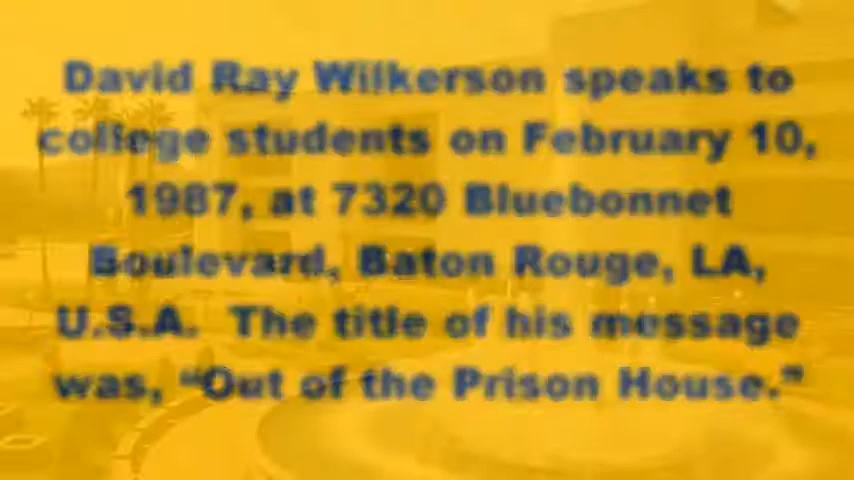 David Ray Wilkerson speaks to
college students on February 10,
1987, at 7320 Bluebonnet
Boulevard, Baton Rouge, LA,
U.S.A.  The title of his message
was, “Out of the Prison House.”